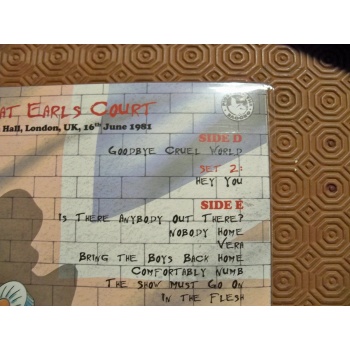 AT EARLS COURT
Hall, London, UK, 16th June 1981
SIDE D
GOODBYE CRUEL WORLD
SET 2:
HEY YOU
SIDE E
IS THERE ANYBODY OUT THERE?
NOBODY HOME
VERA
BRING THE BOYS BACK HOME
COMFORTABLY NUMB
THE SHOW MUST GO ON
IN THE FLESH